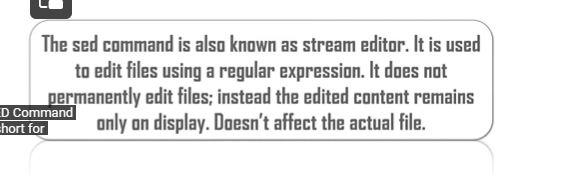 The sed command is also known as stream editor. It is used
to edit files using a regular expression. It does not
permanently edit files; instead the edited content remains
only on display. Doesn't affect the actual file.
D Command
short for